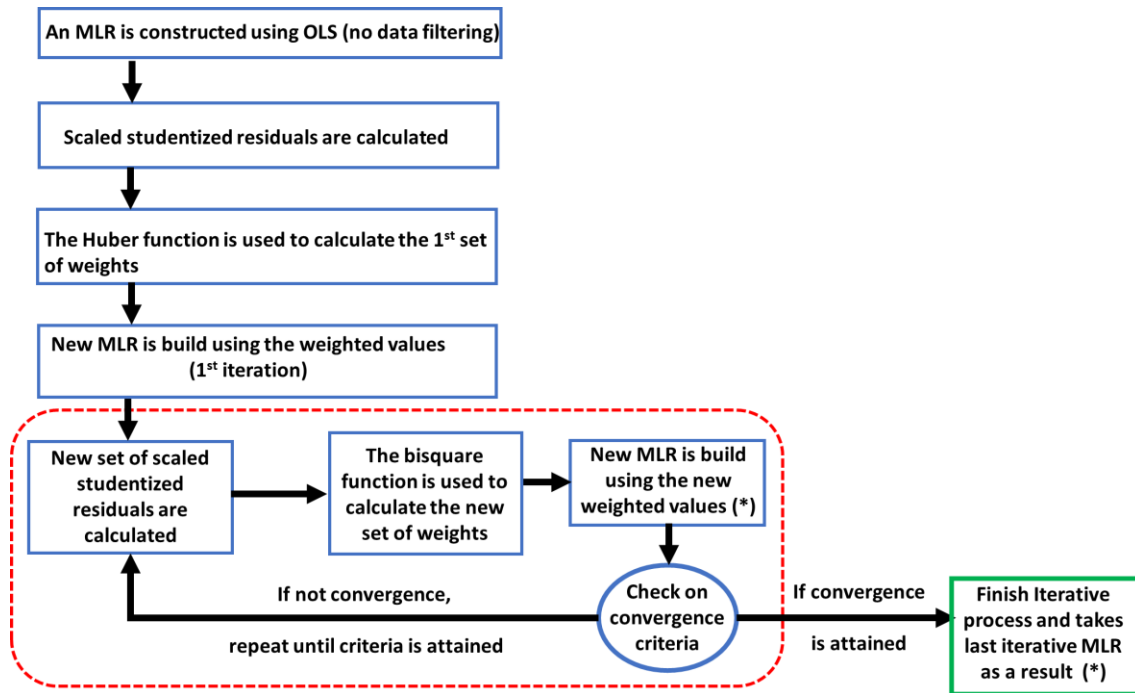 An MLR is constructed using OLS (no data filtering)
Scaled studentized residuals are calculated
The Huber function is used to calculate the 1st set
of weights
New MLR is build using the weighted values
(1st iteration)
New set of scaled
studentized
residuals are
calculated
The bisquare
function is used to
calculate the new
set of weights
New MLR is build
using the new
weighted values (*)
Check on
convergence
criteria
If not convergence,
repeat until criteria is attained
If convergence
is attained
Finish Iterative
process and takes
last iterative MLR
as a result (*)